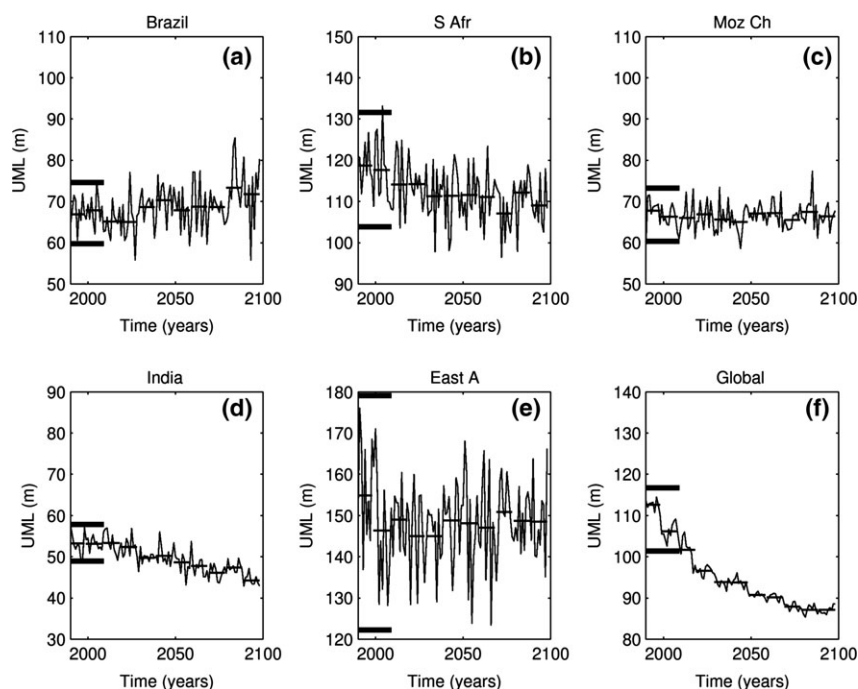 Brazil
(a)
UML (m)
110
100
90
80
70
60
50
2000 2050 2100
Time (years)
S Afr
(b)
UML (m)
150
140
130
120
110
100
90
2000 2050 2100
Time (years)
Moz Ch
(c)
UML (m)
110
100
90
80
70
60
50
2000 2050 2100
Time (years)
India
(d)
UML (m)
90
80
70
60
50
40
30
2000 2050 2100
Time (years)
East A
(e)
UML (m)
180
170
160
150
140
130
120
2000 2050 2100
Time (years)
Global
(f)
UML (m)
140
130
120
110
100
90
80
2000 2050 2100
Time (years)